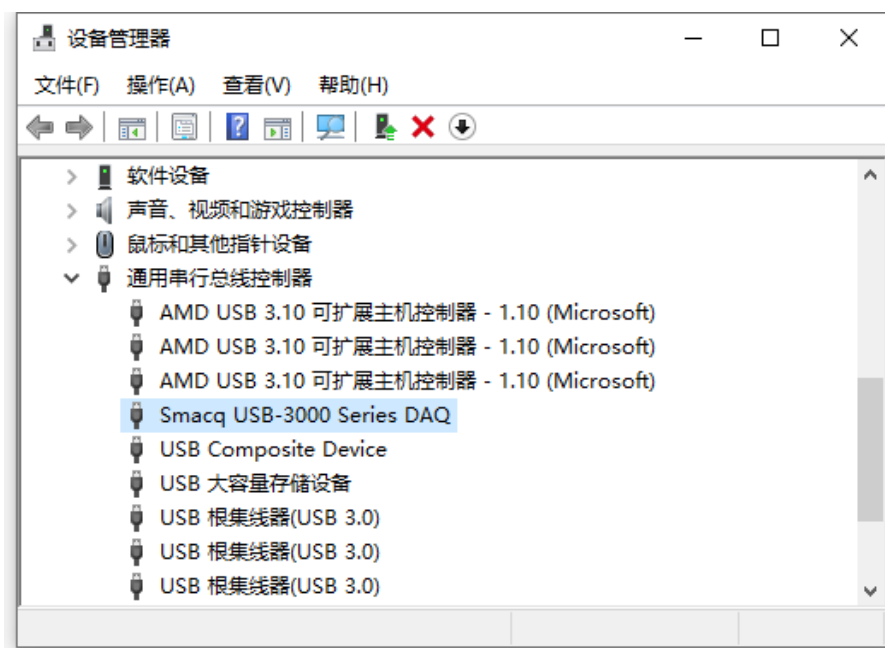 设备管理器
文件(F) 操作(A) 查看(V) 帮助(H)
软件设备
声音、视频和游戏控制器
鼠标和其他指针设备
通用串行总线控制器
AMD USB 3.10 可扩展主机控制器 - 1.10 (Microsoft)
AMD USB 3.10 可扩展主机控制器 - 1.10 (Microsoft)
AMD USB 3.10 可扩展主机控制器 - 1.10 (Microsoft)
Smacq USB-3000 Series DAQ
USB Composite Device
USB 大容量存储设备
USB 根集线器(USB 3.0)
USB 根集线器(USB 3.0)
USB 根集线器(USB 3.0)